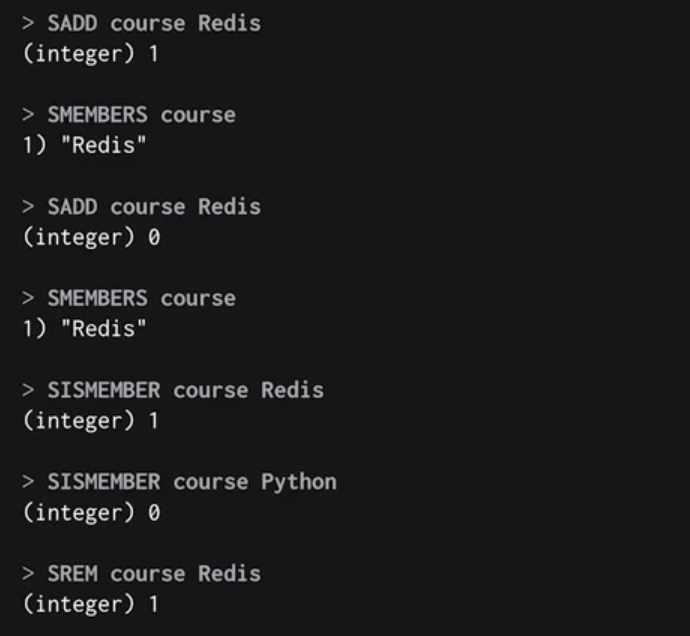 > SADD course Redis
(integer) 1
> SMEMBERS course
1) "Redis"
> SADD course Redis
(integer) 0
> SMEMBERS course
1) "Redis"
> SISMEMBER course Redis
(integer) 1
> SISMEMBER course Python
(integer) 0
> SREM course Redis
(integer) 1